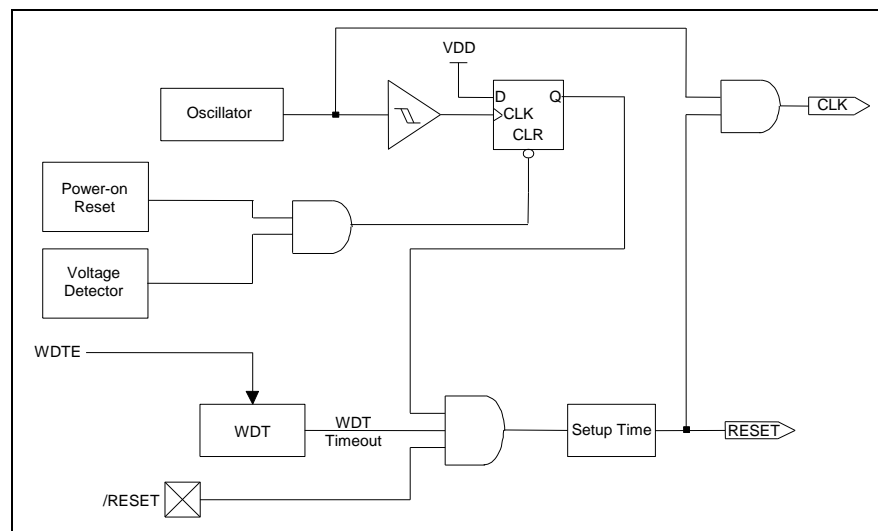 VDD
Oscillator
D
Q
CLK
CLR
CLK
Power-on
Reset
Voltage
Detector
WDTE
WDT
WDT
Timeout
Setup Time
RESET
/RESET